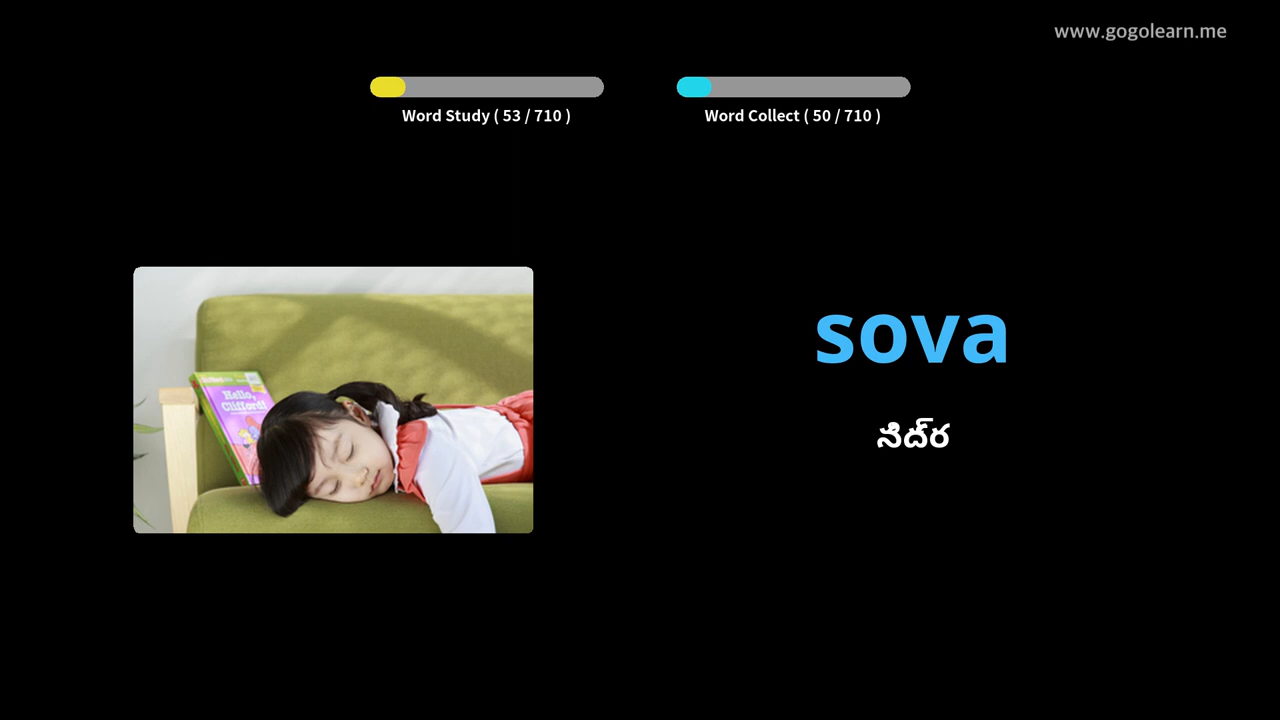 www.gogolearn.me
Word Study ( 53 / 710 )
Word Collect ( 50 / 710 )
Hello,
Clifford!
sova
నిద్‌ర